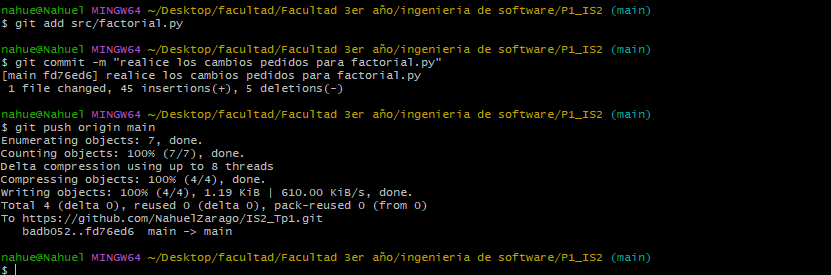 nahue@Nahuel MINGW64 ~/Desktop/facultad/Facultad 3er año/ingenieria de software/P1_IS2 (main)
$ git add src/factorial.py
nahue@Nahuel MINGW64 ~/Desktop/facultad/Facultad 3er año/ingenieria de software/P1_IS2 (main)
$ git commit -m "realice los cambios pedidos para factorial.py"
[main fd76ed6] realice los cambios pedidos para factorial.py
1 file changed, 45 insertions(+), 5 deletions(-)
nahue@Nahuel MINGW64 ~/Desktop/facultad/Facultad 3er año/ingenieria de software/P1_IS2 (main)
$ git push origin main
Enumerating objects: 7, done.
Counting objects: 100% (7/7), done.
Delta compression using up to 8 threads
Compressing objects: 100% (4/4), done.
Writing objects: 100% (4/4), 1.19 KiB | 610.00 KiB/s, done.
Total 4 (delta 0), reused 0 (delta 0), pack-reused 0 (from 0)
To https://github.com/NahuelZarago/IS2_Tp1.git
badb052..fd76ed6  main -> main
nahue@Nahuel MINGW64 ~/Desktop/facultad/Facultad 3er año/ingenieria de software/P1_IS2 (main)
$